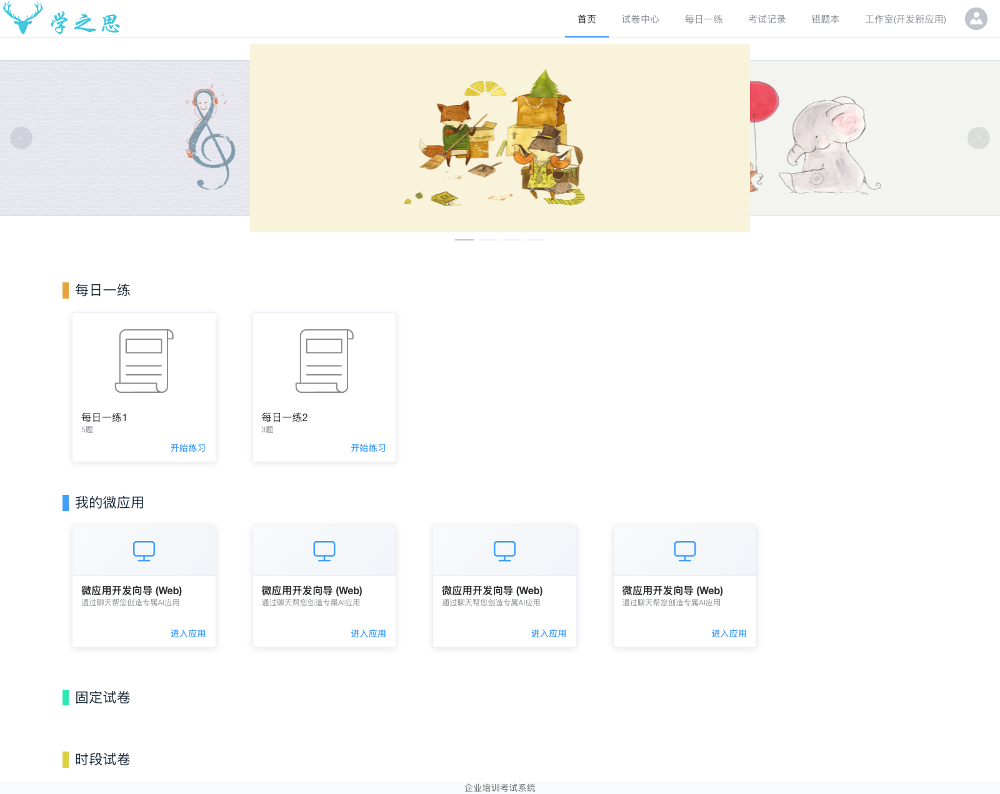 学之思
首页 试卷中心 每日一练 考试记录 错题本 工作室(开发新应用)
每日一练
每日一练1 每日一练2
5题 3题
开始练习 开始练习
我的微应用
微应用开发向导 (Web) 微应用开发向导 (Web) 微应用开发向导 (Web) 微应用开发向导 (Web)
通过聊天帮您创造专属AI应用 通过聊天帮您创造专属AI应用 通过聊天帮您创造专属AI应用 通过聊天帮您创造专属AI应用
进入应用 进入应用 进入应用 进入应用
固定试卷
时段试卷
企业培训考试系统